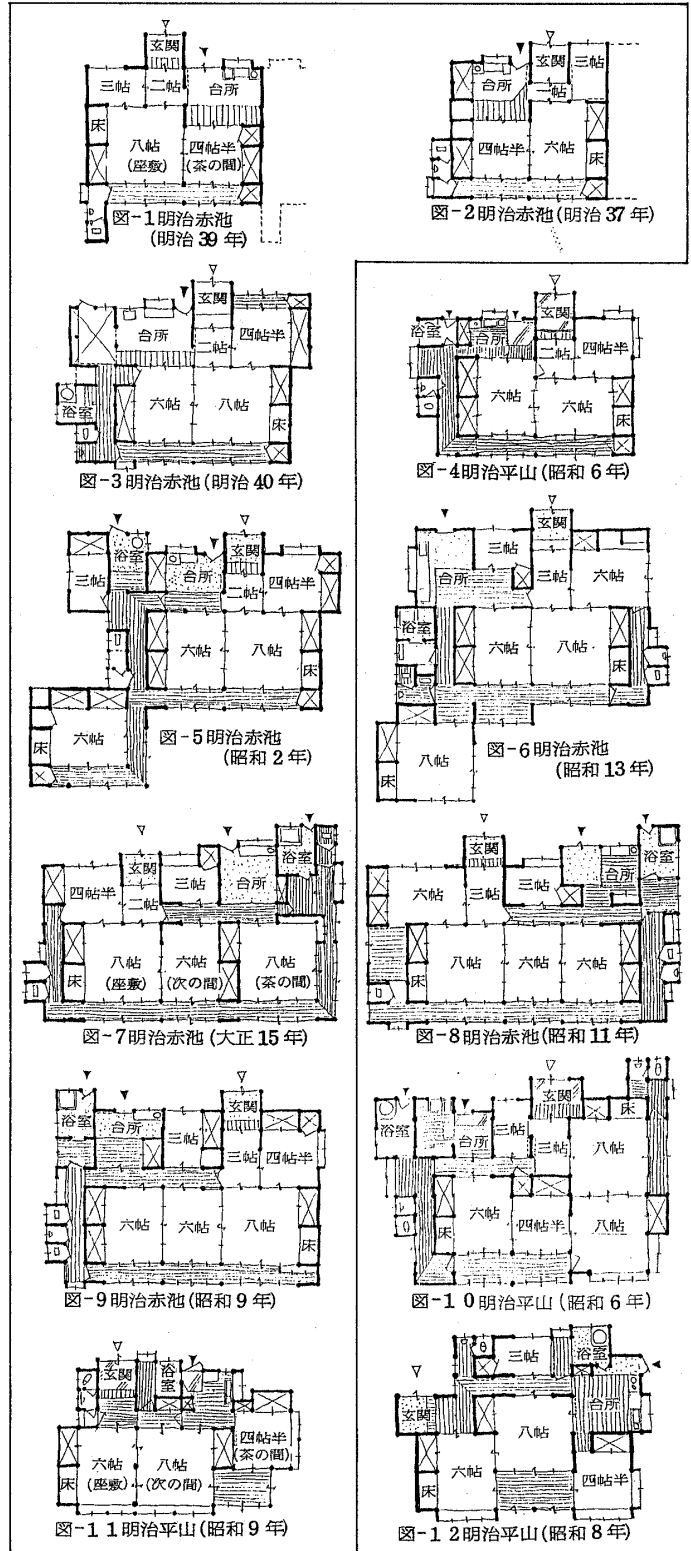 玄関
三帖
二帖
台所
床
八帖
(座敷)
四帖半
(茶の間)
図-1明治赤池
(明治39年)
台所
玄関
三帖
一帖
四帖半
六帖
床
図-2明治赤池(明治37年)
玄関
台所
二帖
四帖半
浴室
六帖
八帖
床
図-3明治赤池(明治40年)
浴室
台所
玄関
二帖
四帖半
六帖
六帖
床
図-4明治平山(昭和6年)
三帖
浴室
台所
玄関
二帖
四帖半
六帖
八帖
床
床
六帖
図-5明治赤池
(昭和2年)
台所
三帖
玄関
三帖
六帖
浴室
六帖
八帖
床
床
八帖
図-6明治赤池
(昭和13年)
四帖半
玄関
二帖
三帖
台所
浴室
床
八帖
(座敷)
六帖
(次の間)
八帖
(茶の間)
図-7明治赤池(大正15年)
六帖
玄関
三帖
三帖
台所
浴室
床
八帖
六帖
六帖
図-8明治赤池(昭和11年)
浴室
台所
三帖
玄関
三帖
四帖半
六帖
六帖
八帖
床
図-9明治赤池(昭和9年)
浴室
台所
三帖
玄関
三帖
床
八帖
床
六帖
四帖半
八帖
図-10明治平山(昭和6年)
玄関
浴室
床
六帖
(座敷)
八帖
(次の間)
四帖半
(茶の間)
図-11明治平山(昭和9年)
玄関
三帖
浴室
台所
床
六帖
八帖
四帖半
図-12明治平山(昭和8年)